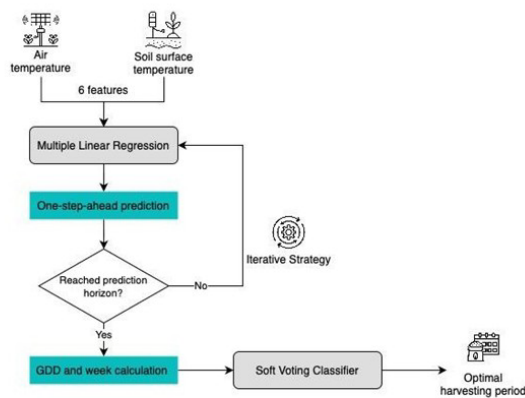 Air
temperature
Soil surface
temperature
6 features
Multiple Linear Regression
One-step-ahead prediction
Iterative Strategy
Reached prediction
horizon?
No
Yes
GDD and week calculation
Soft Voting Classifier
Optimal
harvesting period